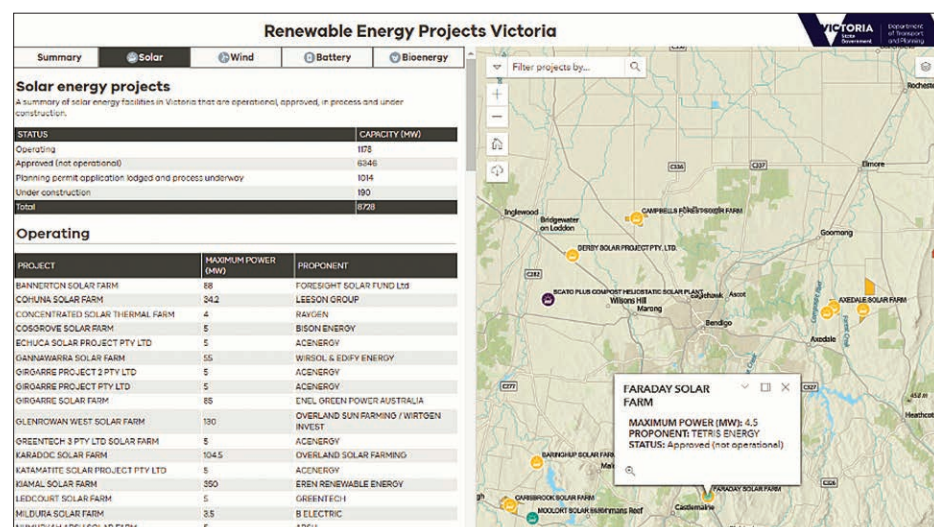 Renewable Energy Projects Victoria
VICTORIA
State
Government
Department
of Transport
and Planning
Summary
Solar
Wind
Battery
Bioenergy
Solar energy projects
A summary of solar energy facilities in Victoria that are operational, approved, in process and under
construction.
STATUS CAPACITY (MW)
Operating 1178
Approved (not operational) 6346
Planning permit application lodged and process underway 1014
Under construction 190
Total 8728
Operating
PROJECT MAXIMUM POWER (MW) PROPONENT
BANNERTON SOLAR FARM 88 FORESIGHT SOLAR FUND Ltd
COHUNA SOLAR FARM 34.2 LEESON GROUP
CONCENTRATED SOLAR THERMAL FARM 4 RAYGEN
COSGROVE SOLAR FARM 5 BISON ENERGY
ECHUCA SOLAR PROJECT PTY LTD 5 ACENERGY
GANNAWARRA SOLAR FARM 55 WIRSOL & EDIFY ENERGY
GIRGARRE PROJECT 2 PTY LTD 5 ACENERGY
GIRGARRE PROJECT PTY LTD 5 ACENERGY
GIRGARRE SOLAR FARM 85 ENEL GREEN POWER AUSTRALIA
GLENROWAN WEST SOLAR FARM 130 OVERLAND SUN FARMING / WIRTGEN INVEST
GREENTECH 3 PTY LTD SOLAR FARM 5 ACENERGY
KARADOC SOLAR FARM 104.5 OVERLAND SOLAR FARMING
KATAMATITE SOLAR PROJECT PTY LTD 5 ACENERGY
KIAMAL SOLAR FARM 350 EREN RENEWABLE ENERGY
LEDCOURT SOLAR FARM 5 GREENTECH
MILDURA SOLAR FARM 3.5 B ELECTRIC
Filter projects by...
Rochest
C336
C337
Elmore
Inglewood
Bridgewater
on Loddon
CAMPBELLS FOREST SOLAR FARM
Goornong
DERBY SOLAR PROJECT PTY. LTD.
C282
SCATO PLUS COMPOST HELIOSTATIC SOLAR PLANT
Eaglehawk
Ascot
Wilsons Hill
Marong
AXEDALE SOLAR FARM
Bendigo
Axedale
C277
C327
FARADAY SOLAR
FARM
MAXIMUM POWER (MW): 4.5
PROPONENT: TETRIS ENERGY
STATUS: Approved (not operational)
458 m
Heathcot
BARINGHUP SOLAR FARM
C326
FARADAY SOLAR FARM
CARISBROOK SOLAR FARM
MOOLORT SOLAR FARM
Castlemaine